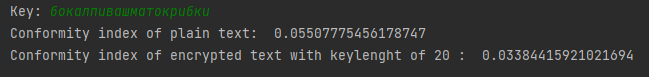 Key: бокалпивашматокрибки
Conformity index of plain text:  0.05507775456178747
Conformity index of encrypted text with keylenght of 20 :  0.03384415921021694